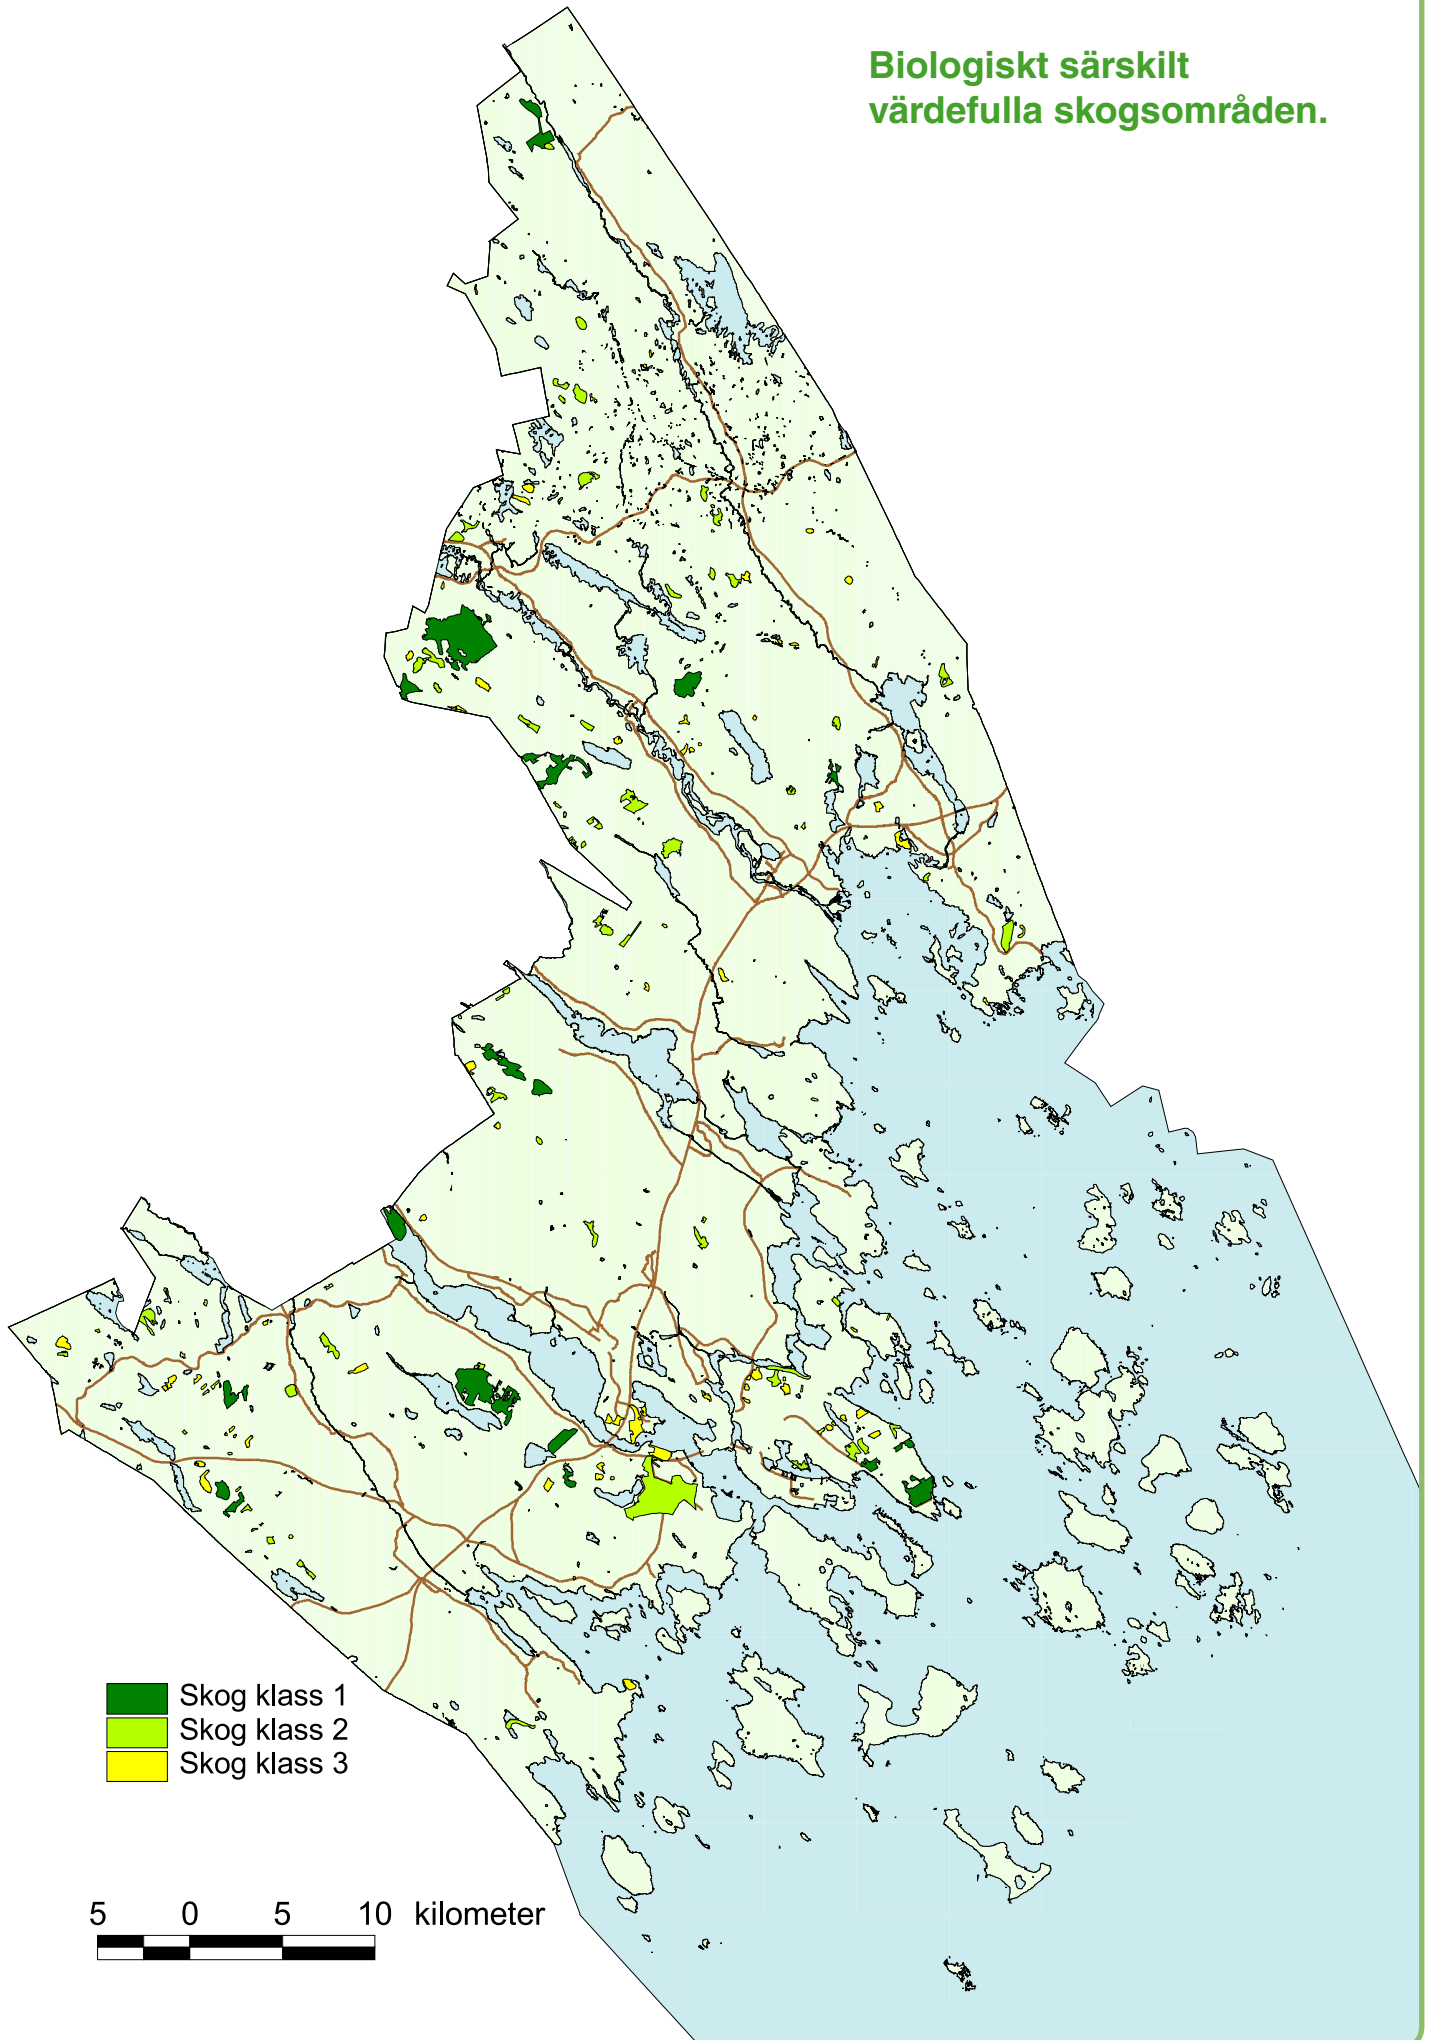 Biologiskt särskilt
värdefulla skogsområden.
Skog klass 1
Skog klass 2
Skog klass 3
5 0 5 10 kilometer